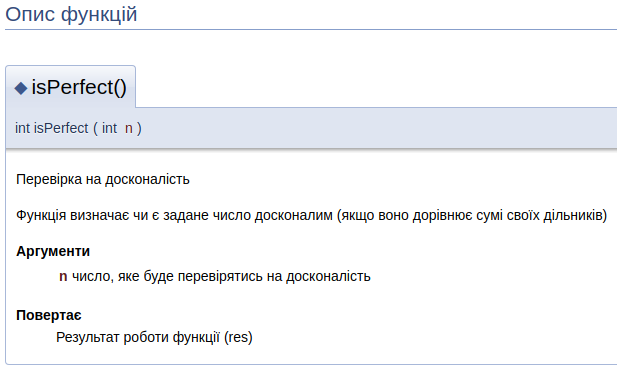 Опис функцій
◆ isPerfect()
int isPerfect ( int n )
Перевірка на досконалість
Функція визначає чи є задане число досконалим (якщо воно дорівнює сумі своїх дільників)
Аргументи
n число, яке буде перевірятись на досконалість
Повертає
Результат роботи функції (res)